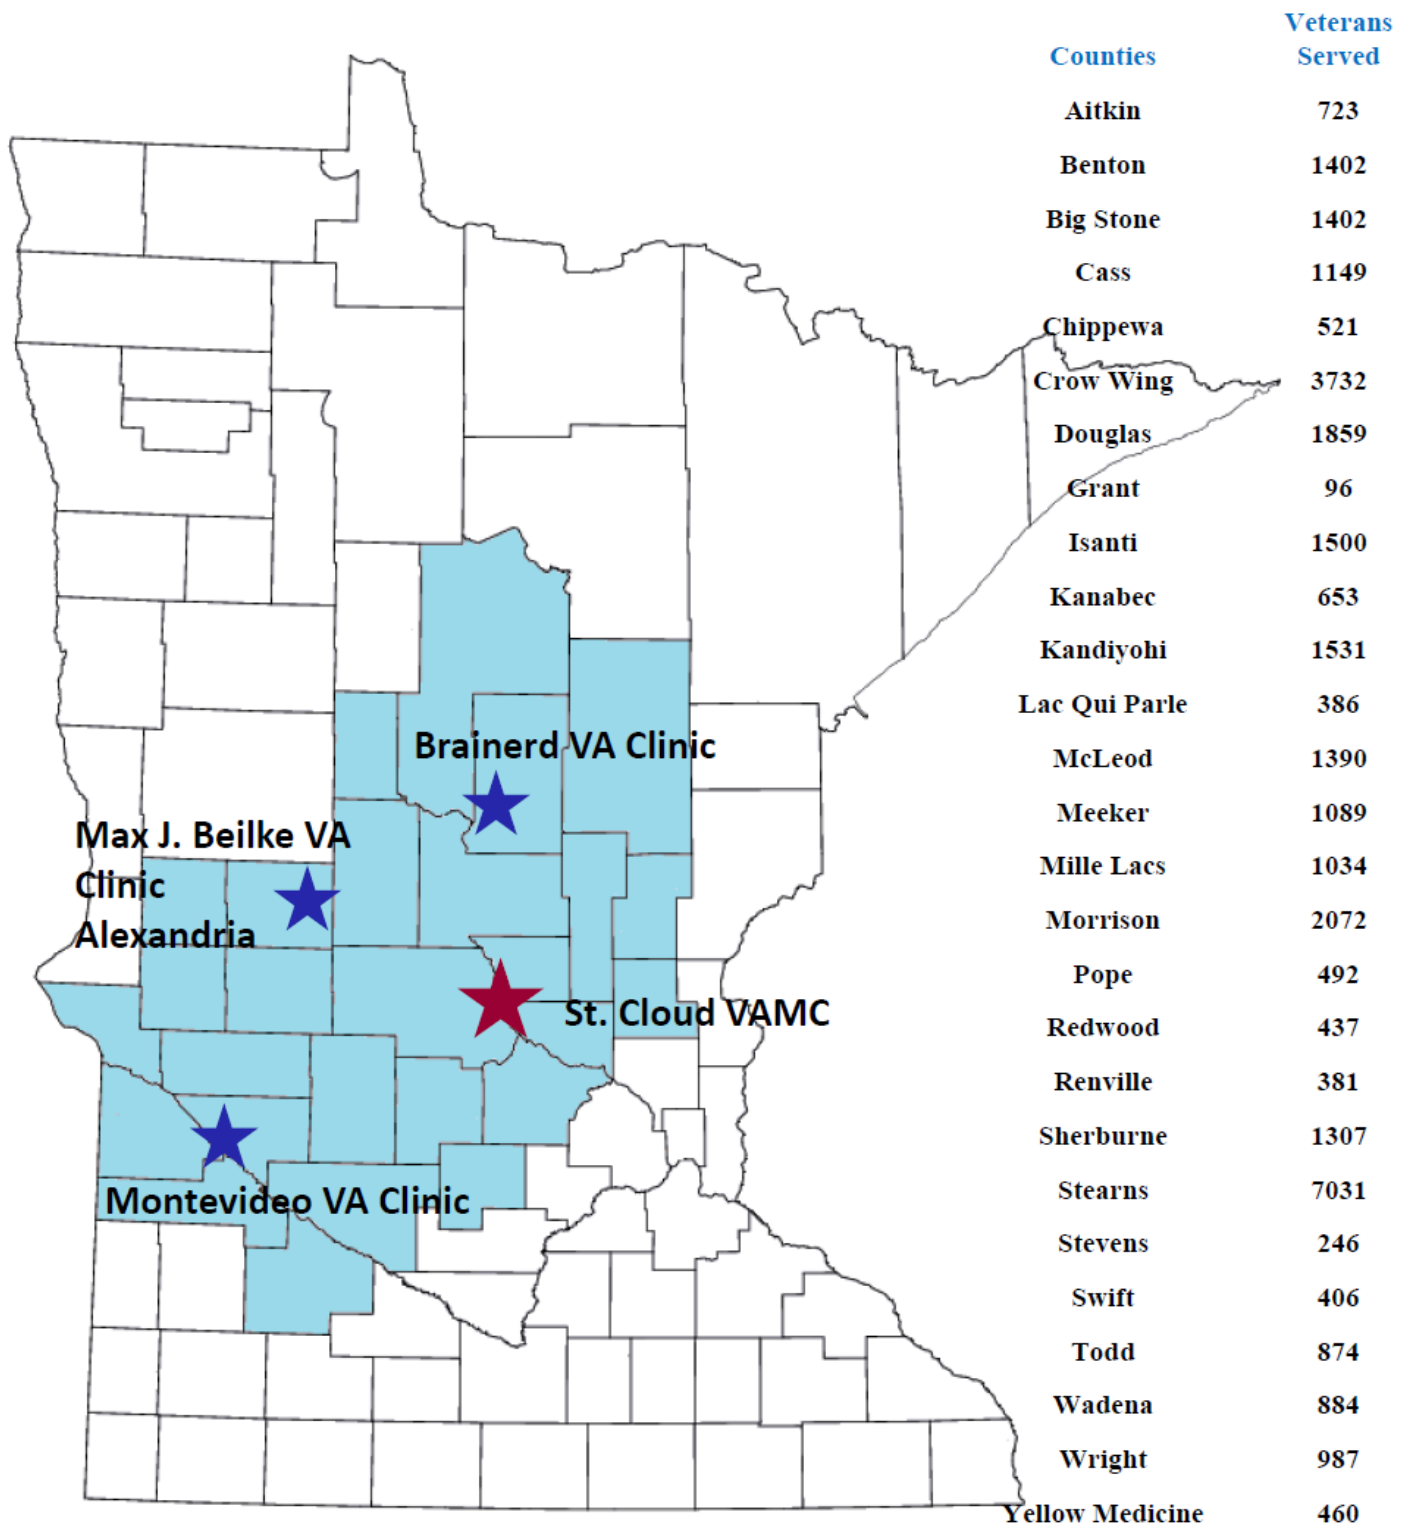 Veterans
Counties Served
Aitkin 723
Benton 1402
Big Stone 1402
Cass 1149
Chippewa 521
Crow Wing 3732
Douglas 1859
Grant 96
Isanti 1500
Kanabec 653
Kandiyohi 1531
Lac Qui Parle 386
McLeod 1390
Meeker 1089
Mille Lacs 1034
Morrison 2072
Pope 492
Redwood 437
Renville 381
Sherburne 1307
Stearns 7031
Stevens 246
Swift 406
Todd 874
Wadena 884
Wright 987
Yellow Medicine 460
Brainerd VA Clinic
Max J. Beilke VA
Clinic
Alexandria
St. Cloud VAMC
Montevideo VA Clinic